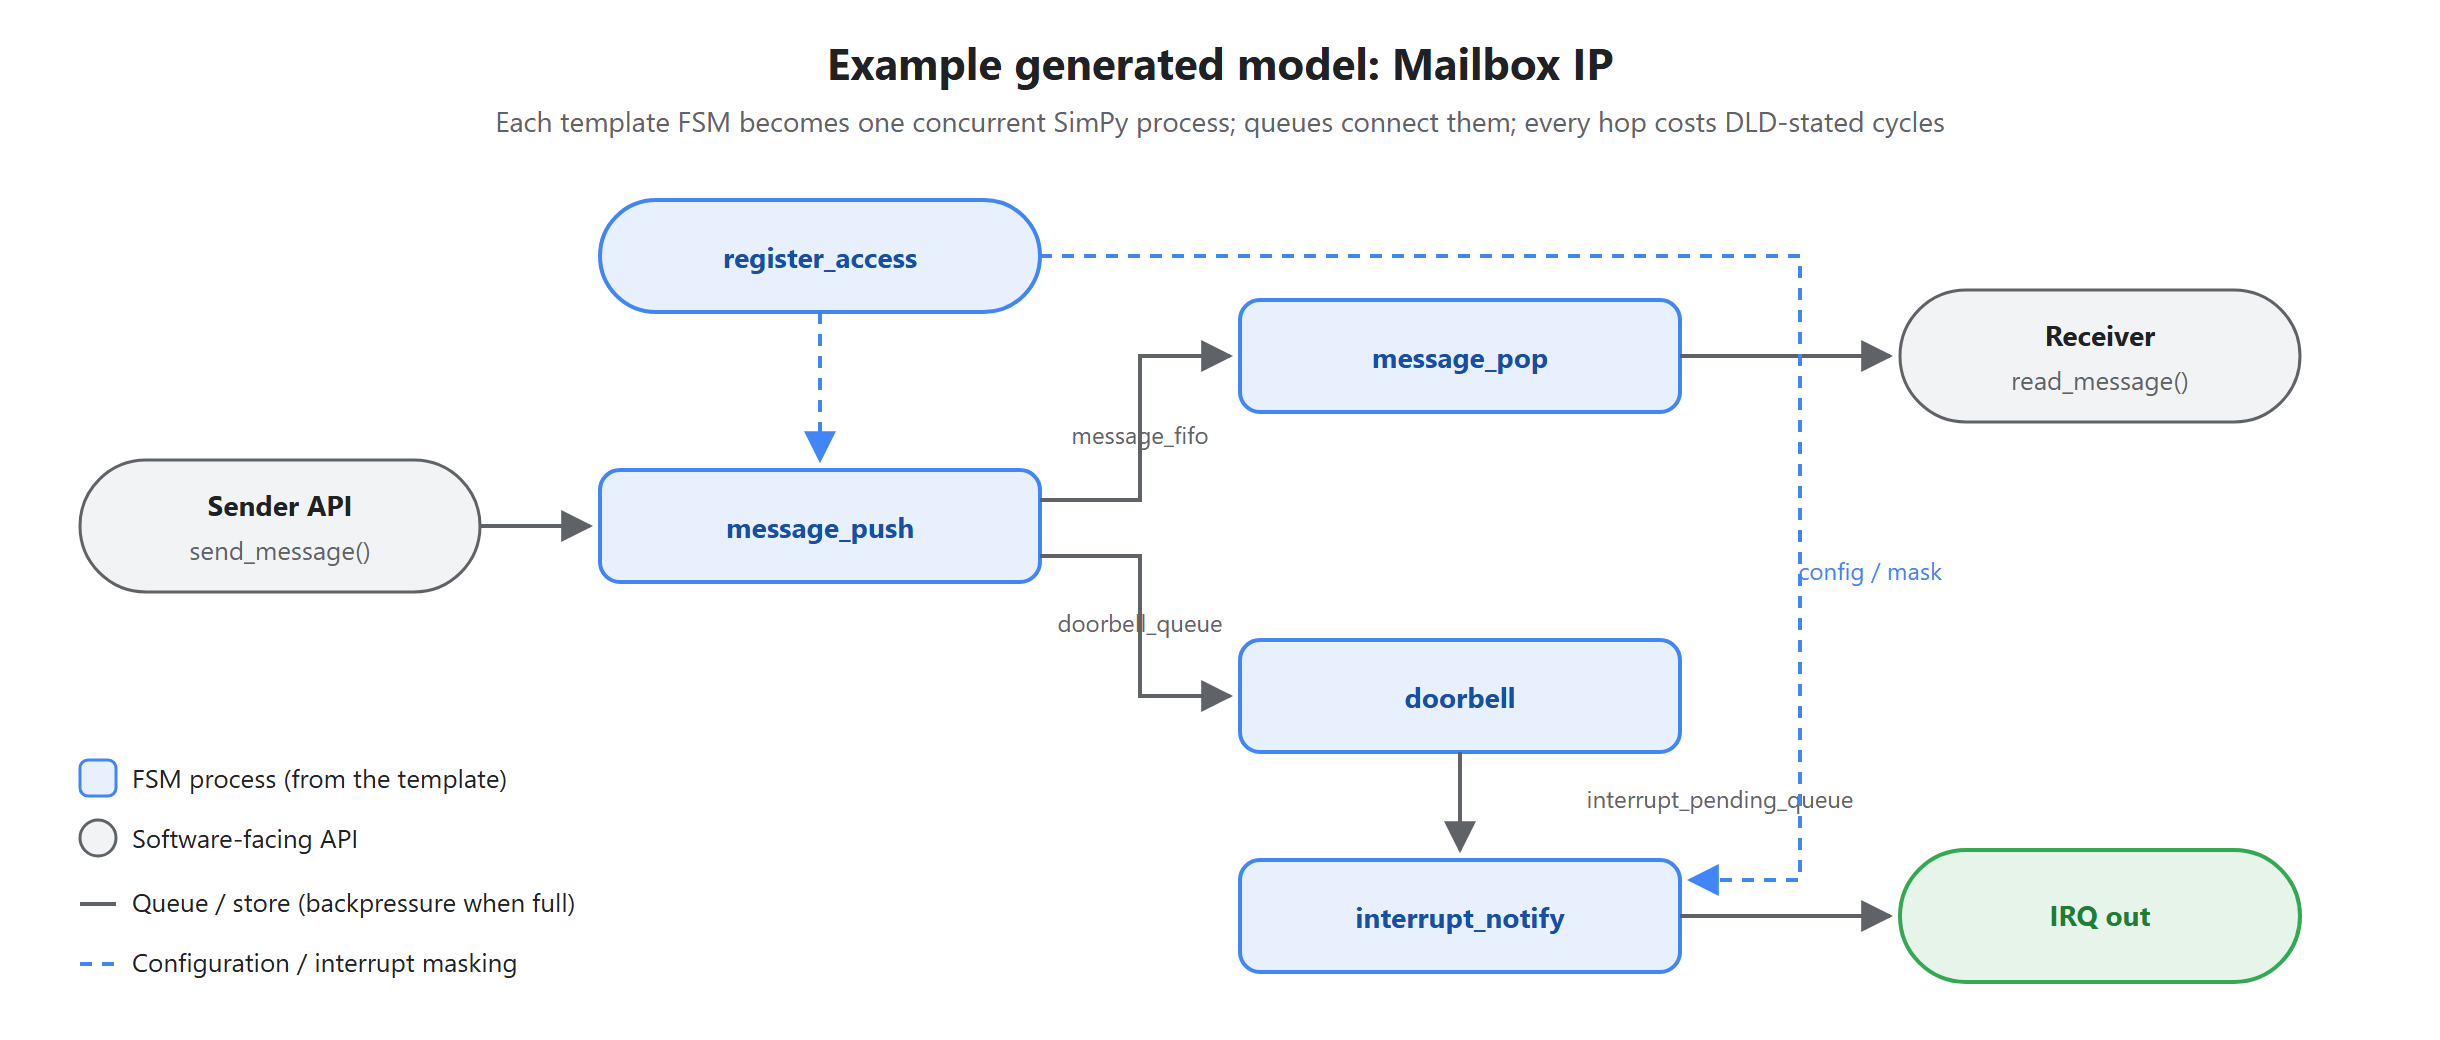 Example generated model: Mailbox IP
Each template FSM becomes one concurrent SimPy process; queues connect them; every hop costs DLD-stated cycles
register_access
message_pop
Receiver
read_message()
message_fifo
Sender API
send_message()
message_push
config / mask
doorbell_queue
doorbell
interrupt_pending_queue
interrupt_notify
IRQ out
FSM process (from the template)
Software-facing API
Queue / store (backpressure when full)
Configuration / interrupt masking